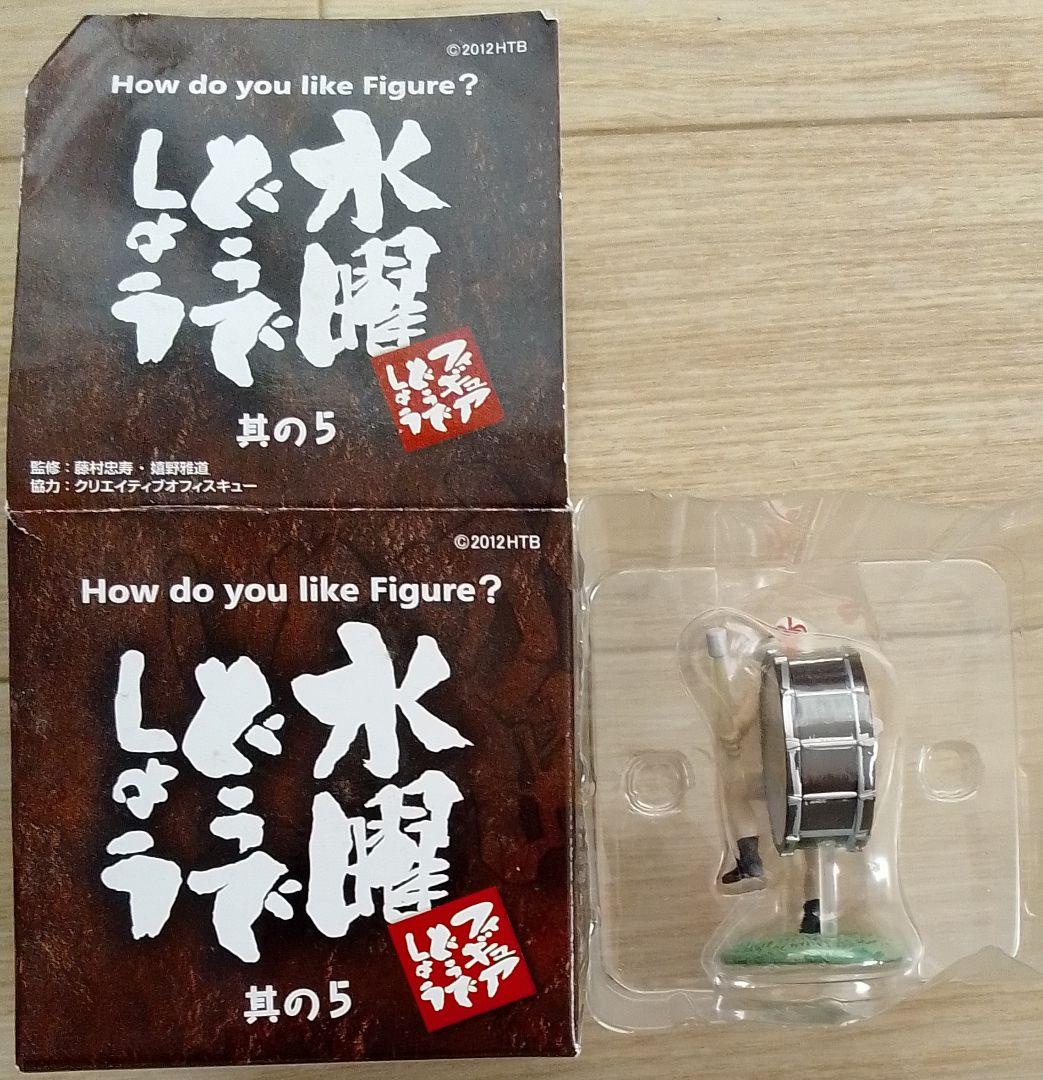 ©2012HTB
How do you like Figure?
水曜
どうで
しょう
フィギュア
どうで
しょう
其の5
監修：藤村忠寿・嬉野雅道
協力：クリエイティブオフィスキュー
©2012HTB
How do you like Figure?
水曜
どうで
しょう
フィギュア
どうで
しょう
其の5